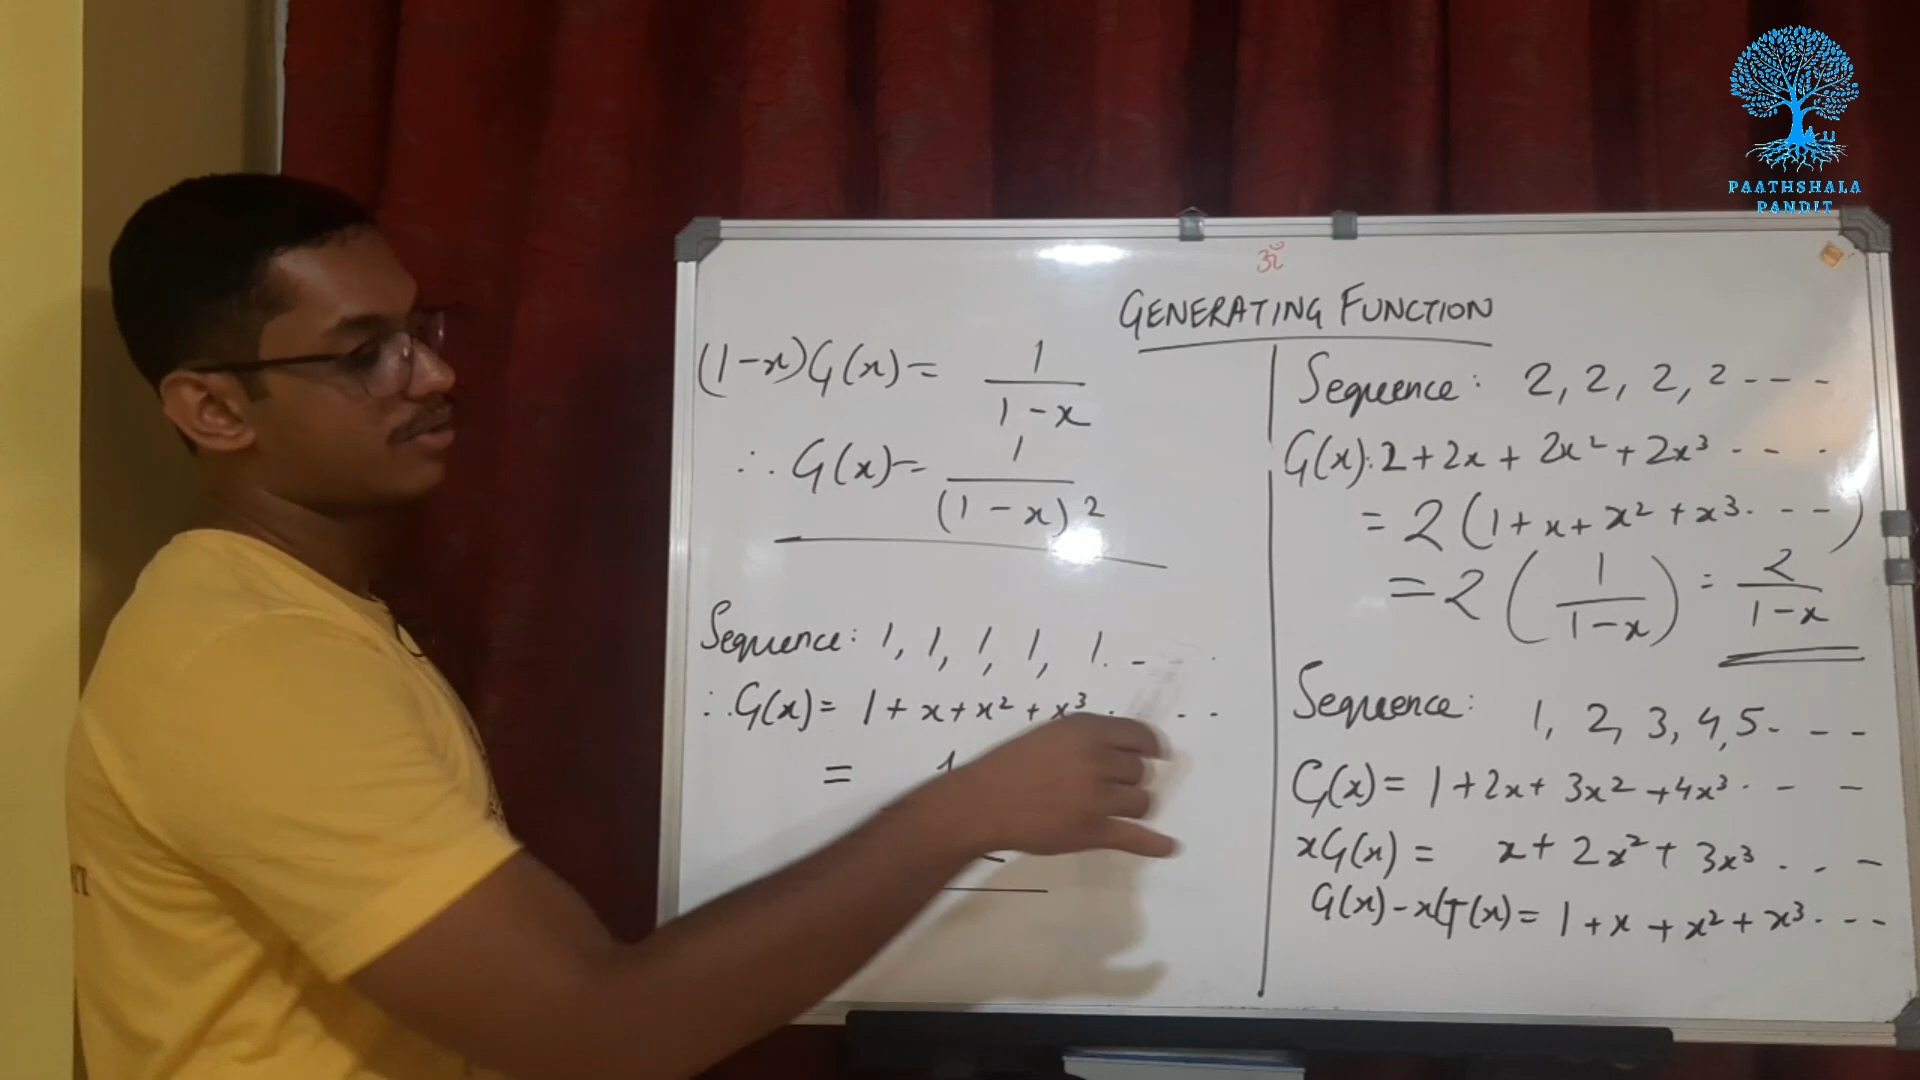 PAATHSHALA
PANDIT
ॐ
GENERATING FUNCTION
(1-x)G(x) = 1/(1-x)
∴ G(x) = 1/(1-x)²
Sequence: 1, 1, 1, 1, 1. - - .
∴ G(x) = 1 + x + x² + x³ . - -
=
Sequence: 2, 2, 2, 2 - - -
G(x): 2 + 2x + 2x² + 2x³ - - -
= 2 (1 + x + x² + x³ . - - )
= 2 (1/(1-x)) = 2/(1-x)
Sequence: 1, 2, 3, 4, 5 - - -
G(x) = 1 + 2x + 3x² + 4x³ . - -
xG(x) = x + 2x² + 3x³ . . -
G(x) - xG(x) = 1 + x + x² + x³ . - -